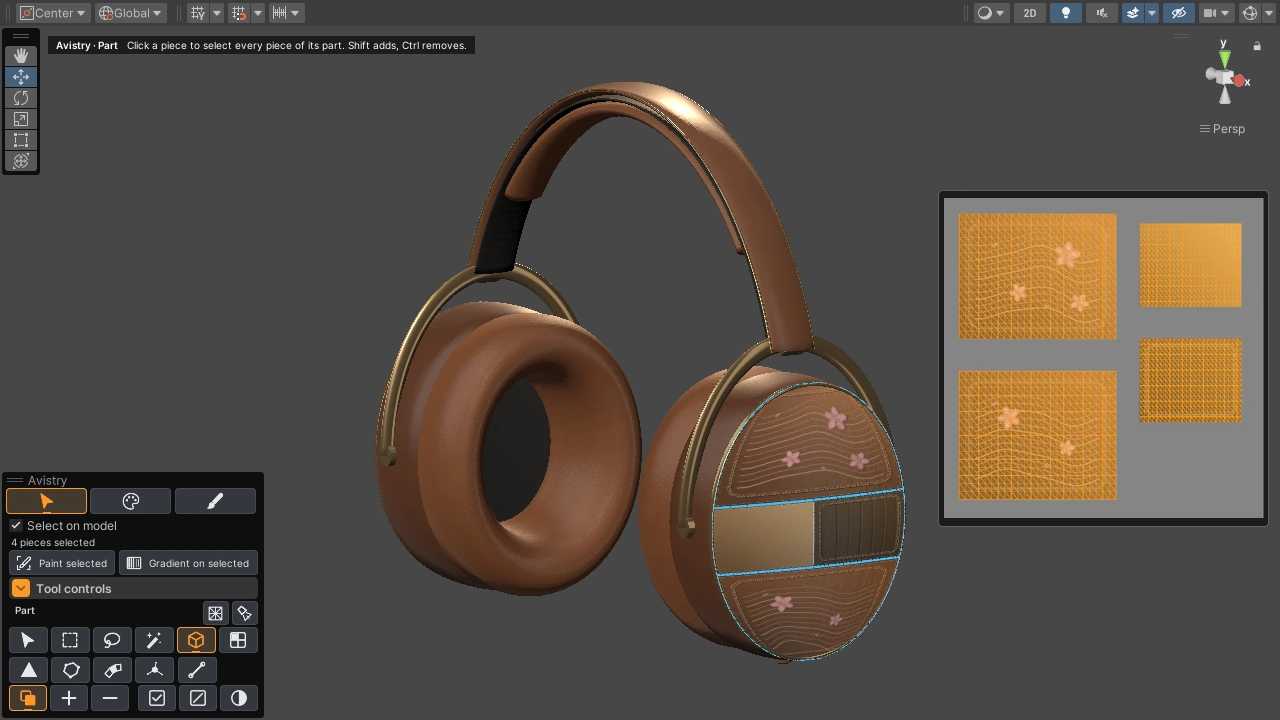 Center
Global
2D
Avistry · Part Click a piece to select every piece of its part. Shift adds, Ctrl removes.
y
x
Persp
Avistry
Select on model
4 pieces selected
Paint selected
Gradient on selected
Tool controls
Part